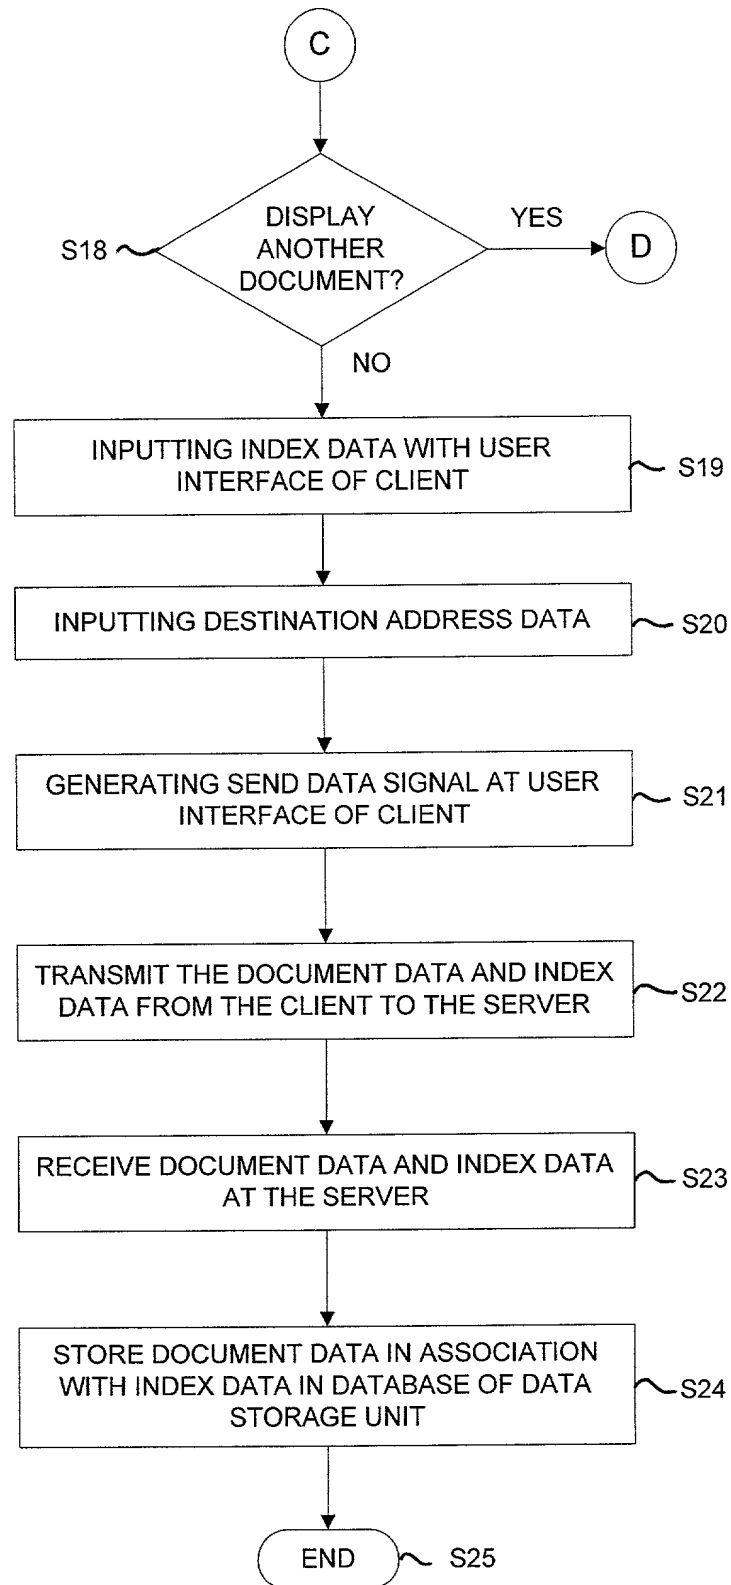 C
DISPLAY
ANOTHER
DOCUMENT?
S18
YES
D
NO
INPUTTING INDEX DATA WITH USER
INTERFACE OF CLIENT
S19
INPUTTING DESTINATION ADDRESS DATA
S20
GENERATING SEND DATA SIGNAL AT USER
INTERFACE OF CLIENT
S21
TRANSMIT THE DOCUMENT DATA AND INDEX
DATA FROM THE CLIENT TO THE SERVER
S22
RECEIVE DOCUMENT DATA AND INDEX DATA
AT THE SERVER
S23
STORE DOCUMENT DATA IN ASSOCIATION
WITH INDEX DATA IN DATABASE OF DATA
STORAGE UNIT
S24
END
S25